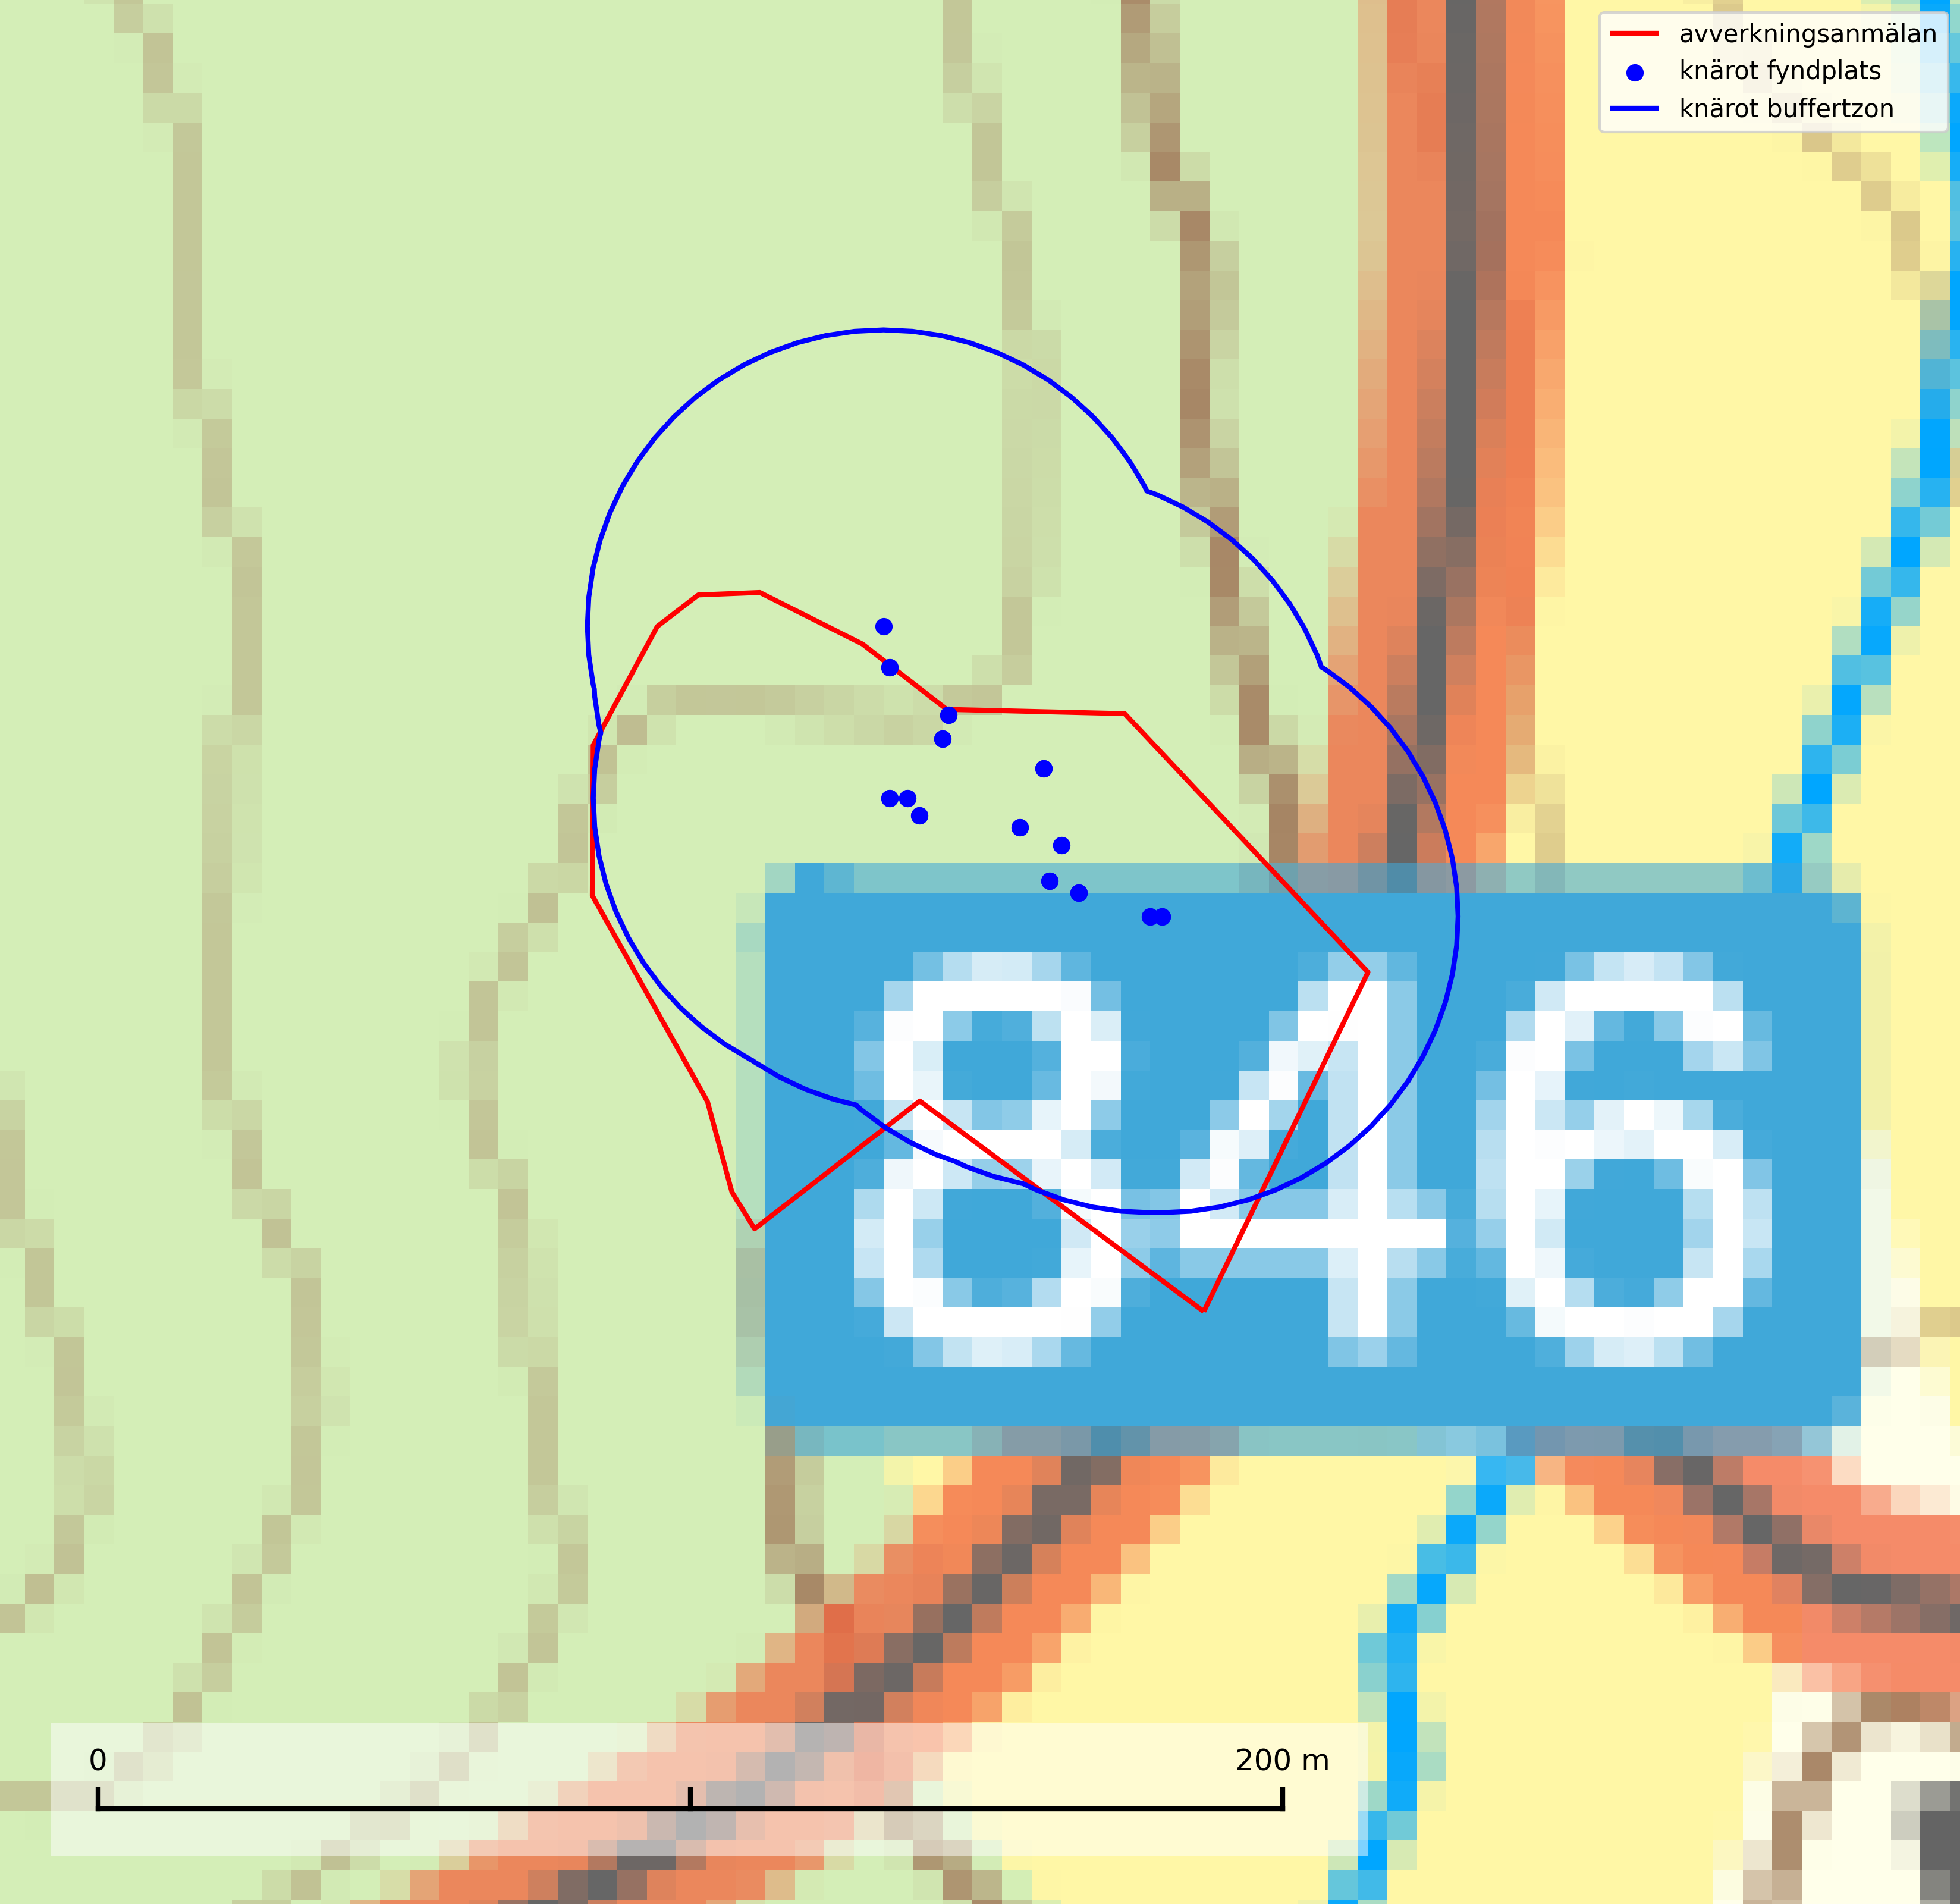 avverkningsanmälan
knärot fyndplats
knärot buffertzon
846
0 200 m